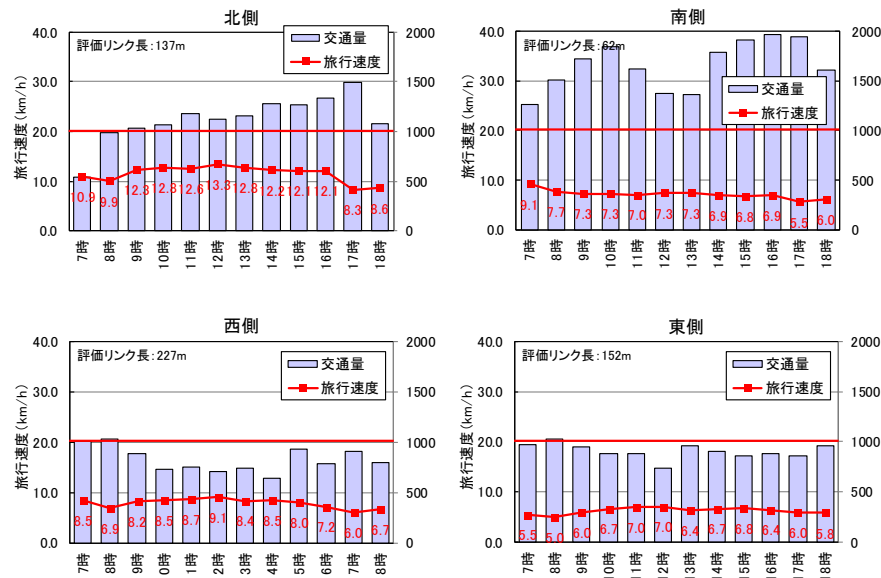 北側
評価リンク長：137m
交通量
旅行速度
旅行速度(km/h)
40.0
30.0
20.0
10.0
0.0
2000
1500
1000
500
0
10.9 9.9 12.3 12.8 12.6 13.3 12.8 12.2 12.1 12.1 8.3 8.6
7時 8時 9時 10時 11時 12時 13時 14時 15時 16時 17時 18時
南側
評価リンク長：62m
交通量
旅行速度
旅行速度(km/h)
40.0
30.0
20.0
10.0
0.0
2000
1500
1000
500
0
9.1 7.7 7.3 7.3 7.0 7.3 7.3 6.9 6.8 6.9 5.5 6.0
7時 8時 9時 10時 11時 12時 13時 14時 15時 16時 17時 18時
西側
評価リンク長：227m
交通量
旅行速度
旅行速度(km/h)
40.0
30.0
20.0
10.0
0.0
2000
1500
1000
500
0
8.5 6.9 8.2 8.5 8.7 9.1 8.4 8.5 8.0 7.2 6.0 6.7
7時 8時 9時 0時 1時 2時 3時 4時 5時 6時 7時 8時
東側
評価リンク長：152m
交通量
旅行速度
旅行速度(km/h)
40.0
30.0
20.0
10.0
0.0
2000
1500
1000
500
0
5.5 5.0 6.0 6.7 7.0 7.0 6.4 6.7 6.8 6.4 6.0 5.8
7時 8時 9時 10時 11時 12時 13時 14時 15時 16時 17時 18時